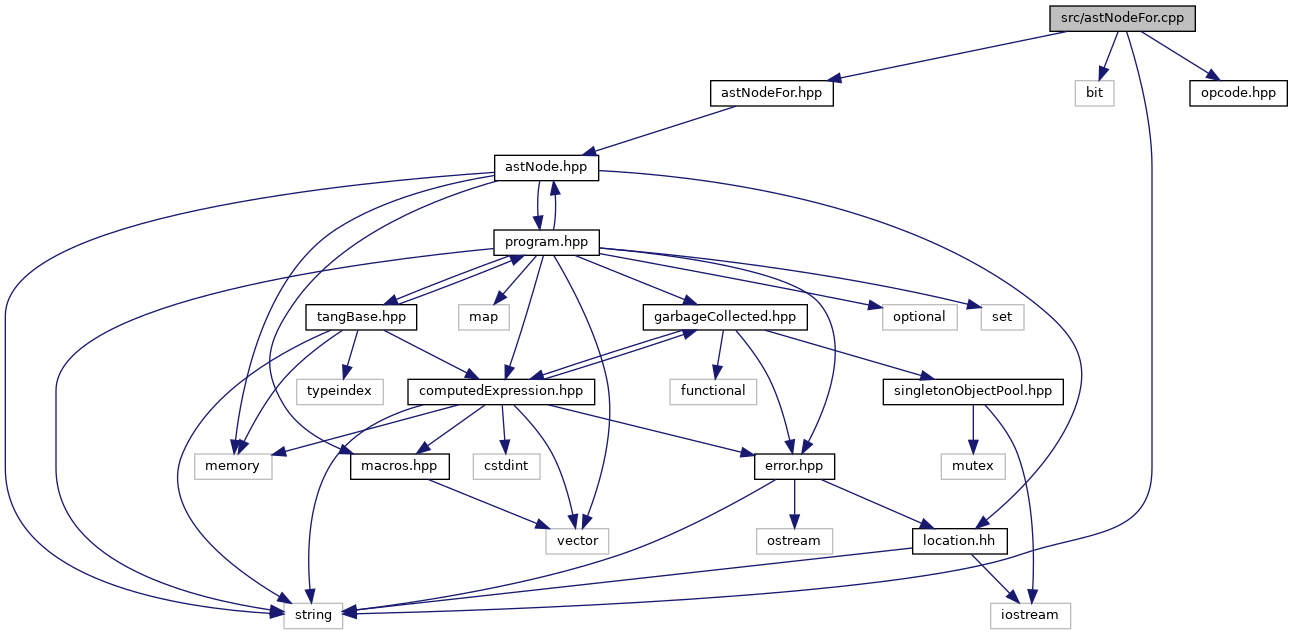 src/astNodeFor.cpp
astNodeFor.hpp
bit
opcode.hpp
astNode.hpp
program.hpp
tangBase.hpp
map
garbageCollected.hpp
optional
set
typeindex
computedExpression.hpp
functional
singletonObjectPool.hpp
memory
macros.hpp
cstdint
error.hpp
mutex
vector
ostream
location.hh
string
iostream